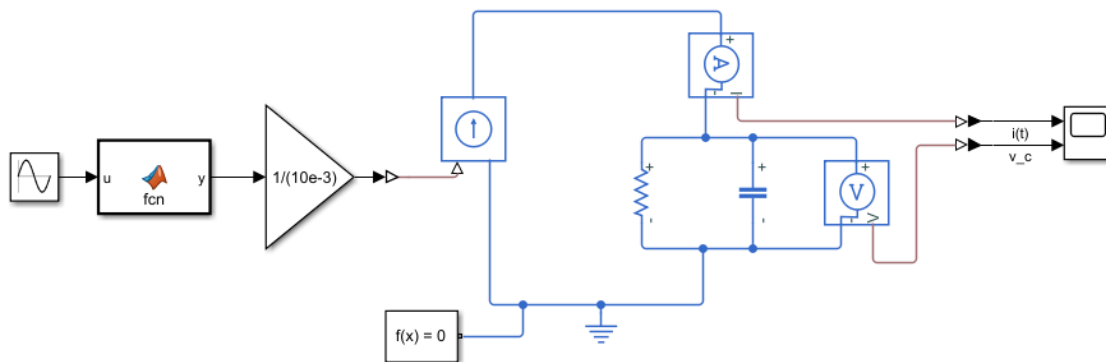 u
fcn
y
1/(10e-3)
+
A
-
I
+
-
+
-
+
V
-
V
i(t)
v_c
f(x) = 0